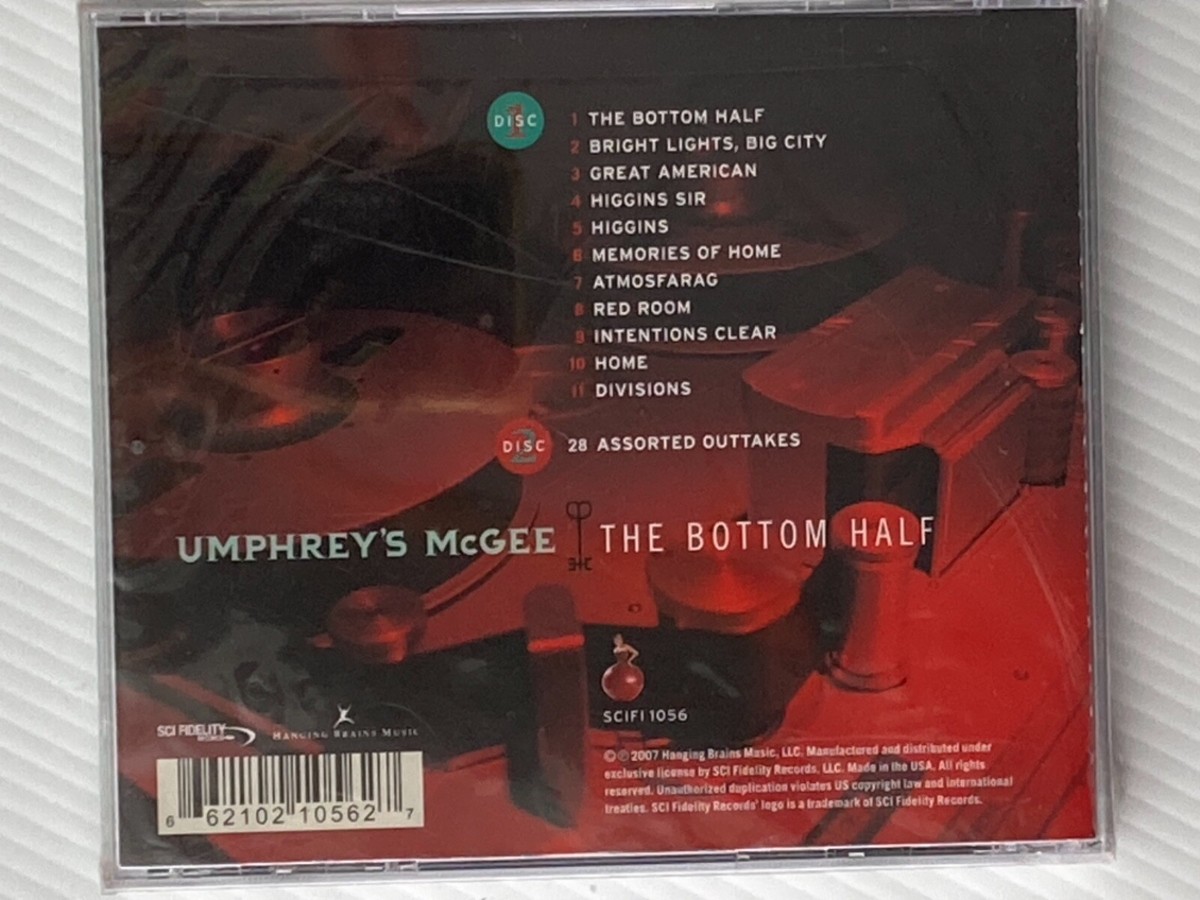 DISC 1
1 THE BOTTOM HALF
2 BRIGHT LIGHTS, BIG CITY
3 GREAT AMERICAN
4 HIGGINS SIR
5 HIGGINS
6 MEMORIES OF HOME
7 ATMOSFARAG
8 RED ROOM
9 INTENTIONS CLEAR
10 HOME
11 DIVISIONS
DISC 2
28 ASSORTED OUTTAKES
UMPHREY'S McGEE THE BOTTOM HALF
SCIFI 1056
SCI FIDELITY
RECORDS
HANGING BRAINS MUSIC
©℗ 2007 Hanging Brains Music, LLC. Manufactured and distributed under
exclusive license by SCI Fidelity Records, LLC. Made in the USA. All rights
reserved. Unauthorized duplication violates US copyright law and international
treaties. SCI Fidelity Records' logo is a trademark of SCI Fidelity Records.
6 62102 10562 7